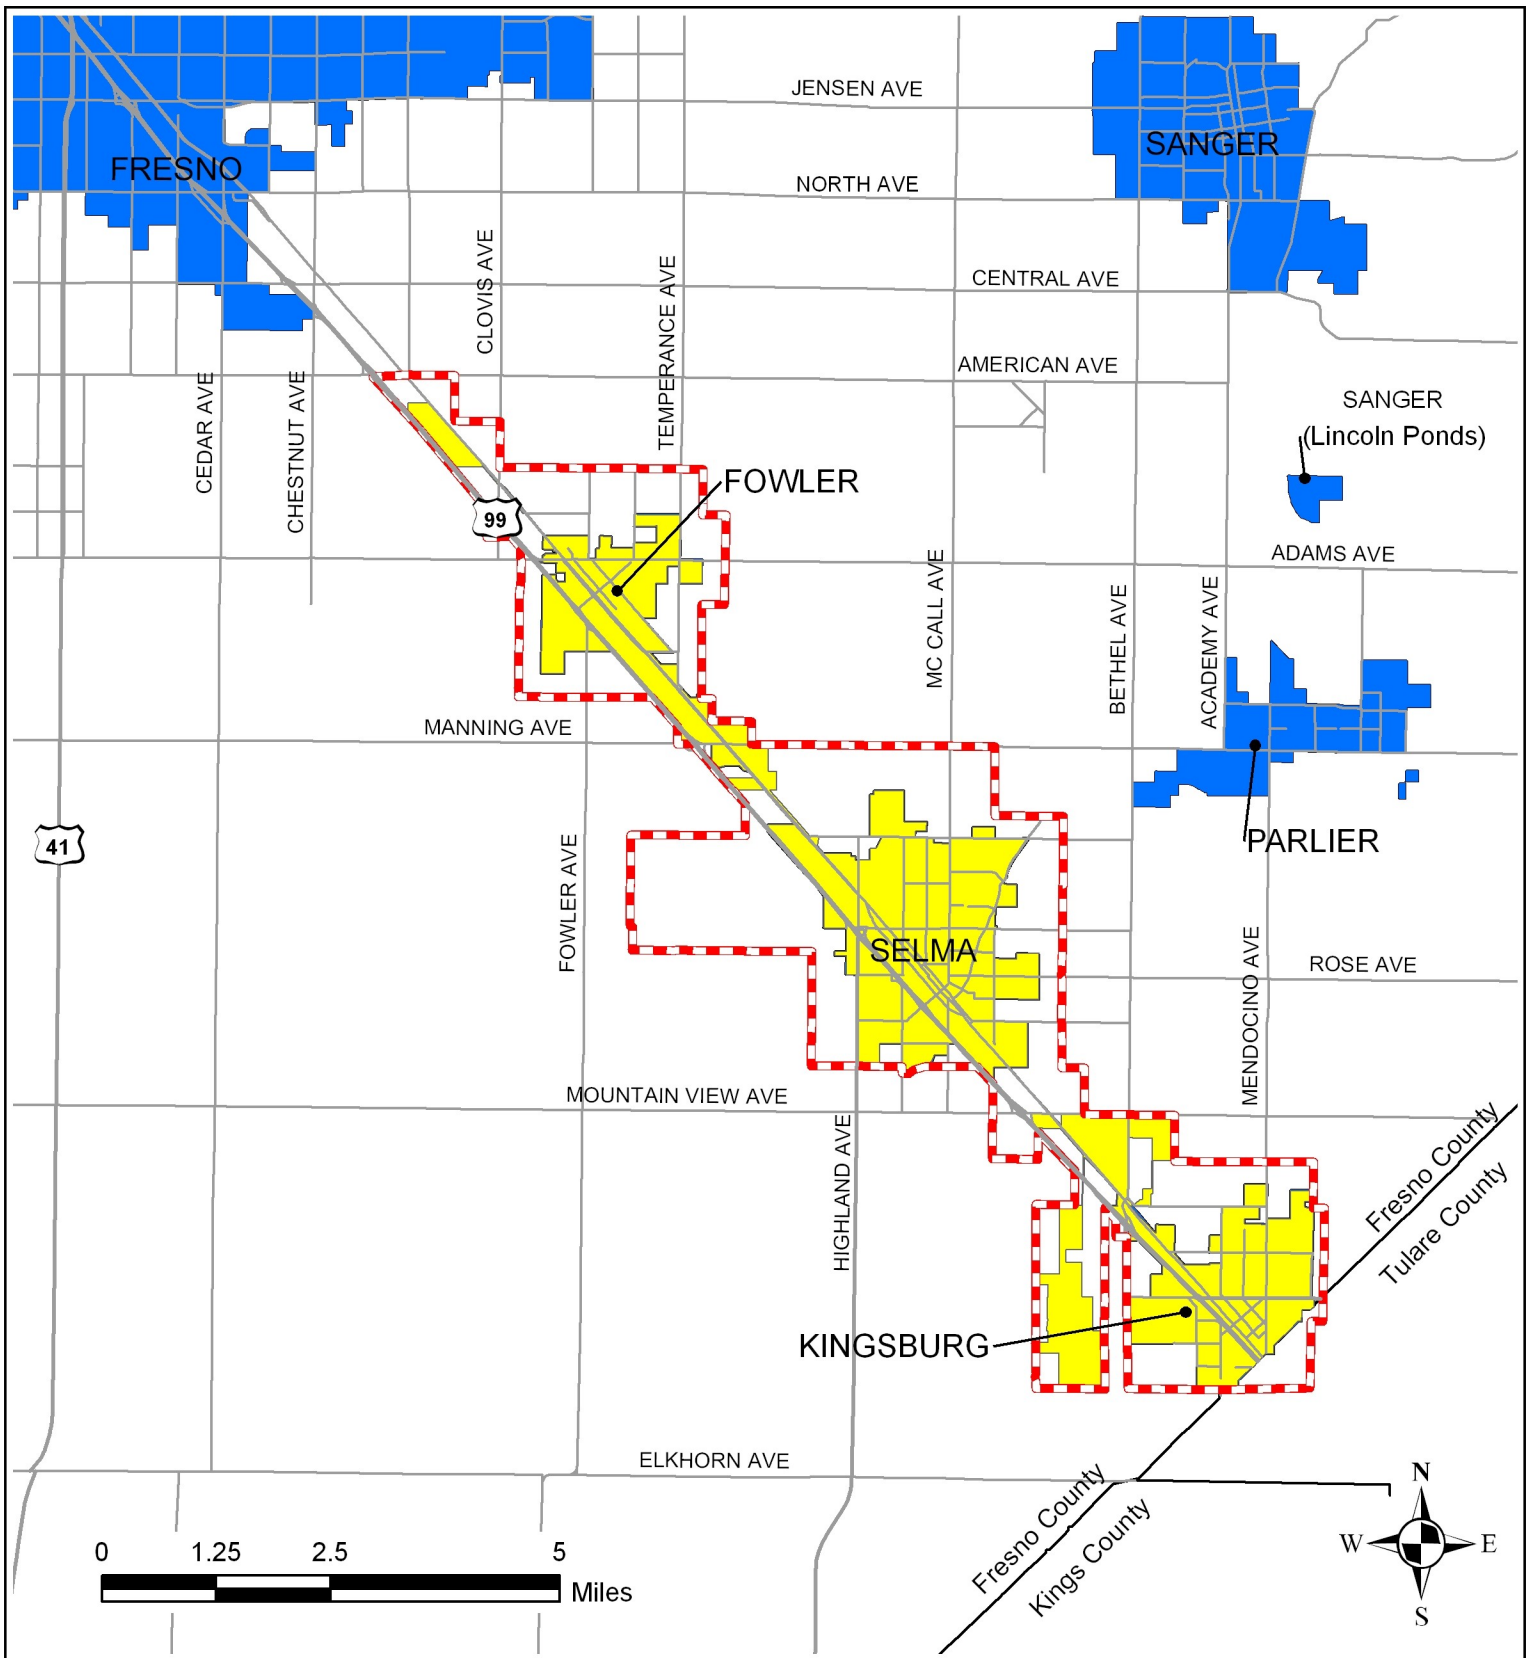 JENSEN AVE
SANGER
FRESNO
NORTH AVE
CLOVIS AVE
TEMPERANCE AVE
CENTRAL AVE
AMERICAN AVE
CEDAR AVE
CHESTNUT AVE
SANGER
(Lincoln Ponds)
FOWLER
99
ADAMS AVE
MC CALL AVE
BETHEL AVE
ACADEMY AVE
MANNING AVE
41
PARLIER
FOWLER AVE
SELMA
MENDOCINO AVE
ROSE AVE
MOUNTAIN VIEW AVE
HIGHLAND AVE
Fresno County
Tulare County
KINGSBURG
ELKHORN AVE
Fresno County
Kings County
N
W
E
S
0 1.25 2.5 5
Miles